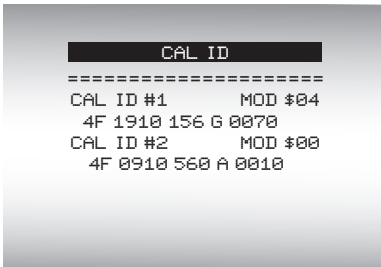 CAL ID
======================
CAL ID #1 MOD $04
4F 1910 156 G 0070
CAL ID #2 MOD $00
4F 0910 560 A 0010